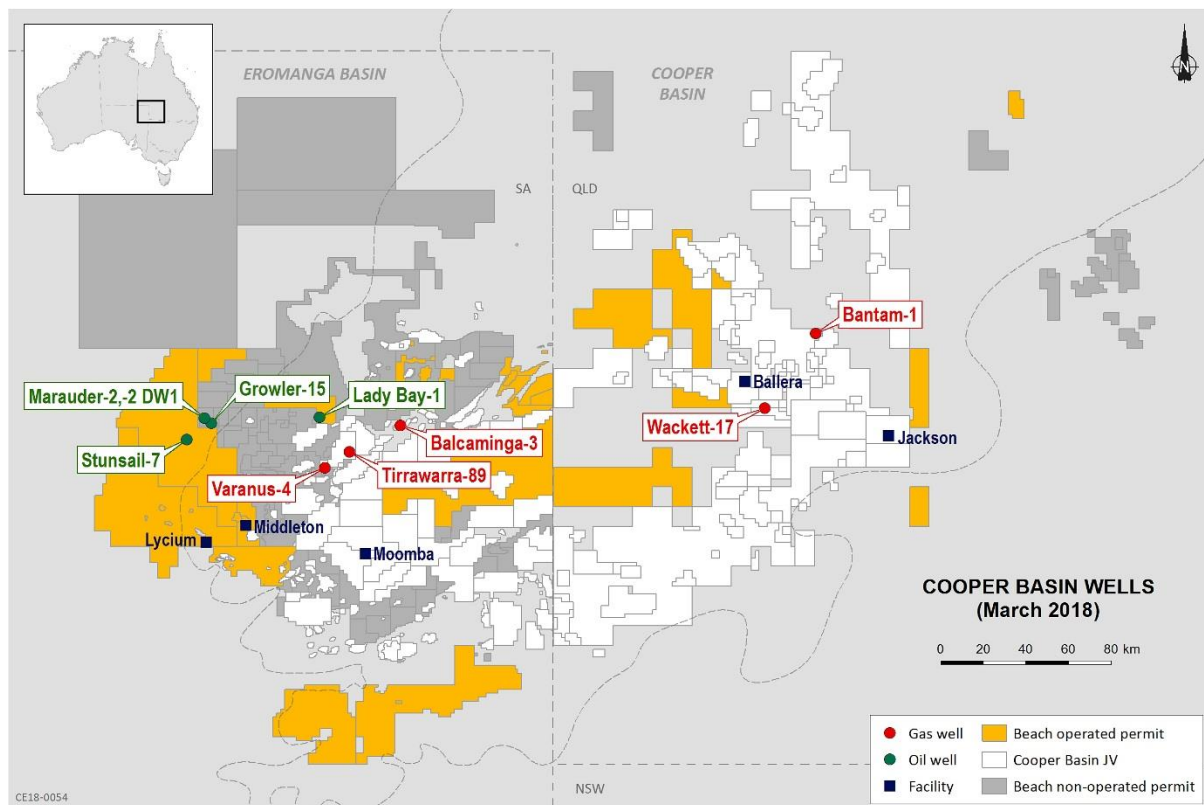 EROMANGA BASIN
COOPER
BASIN
N
SA
QLD
Bantam-1
Ballera
Marauder-2,-2 DW1
Growler-15
Lady Bay-1
Wackett-17
Jackson
Stunsail-7
Balcaminga-3
Varanus-4
Tirrawarra-89
Middleton
Lycium
Moomba
COOPER BASIN WELLS
(March 2018)
0 20 40 60 80 km
Gas well
Oil well
Facility
Beach operated permit
Cooper Basin JV
Beach non-operated permit
NSW
CE18-0054